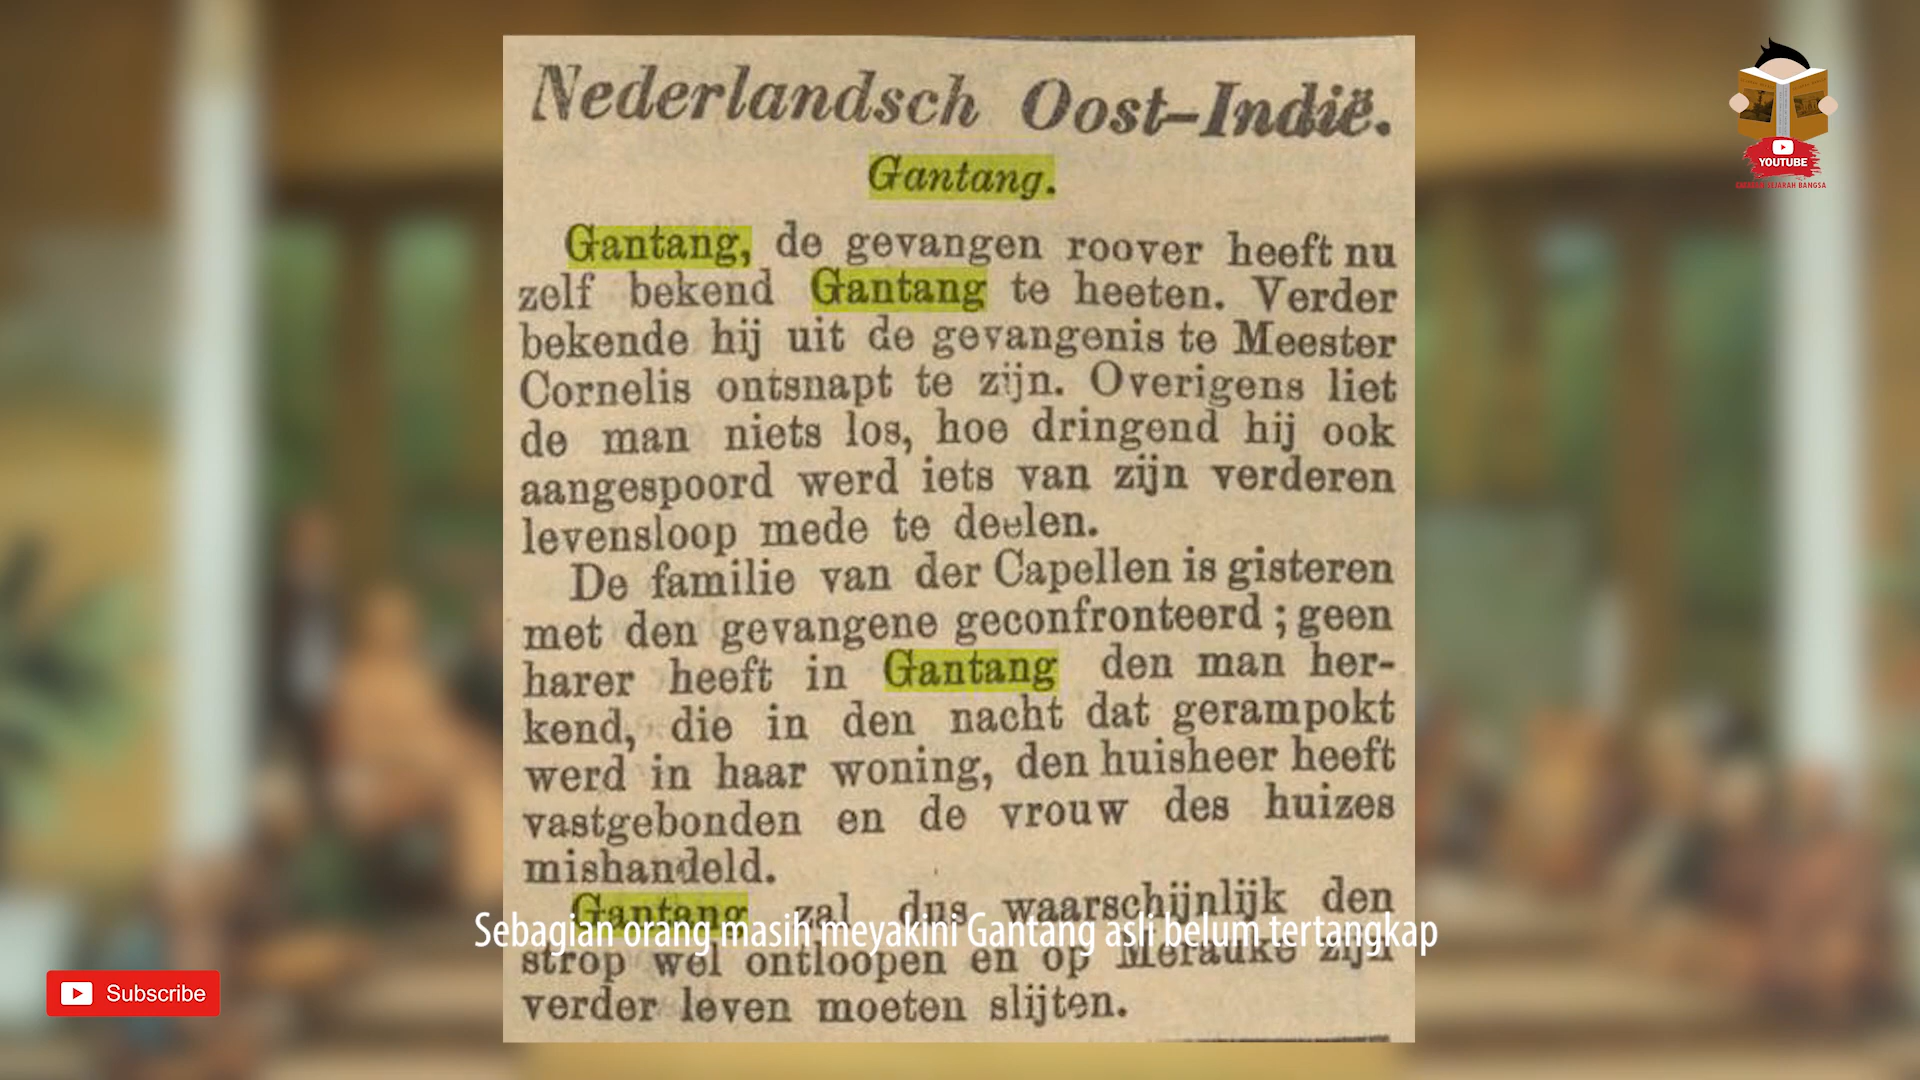 Nederlandsch Oost-Indië.
Gantang.
Gantang, de gevangen roover heeft nu
zelf bekend Gantang te heeten. Verder
bekende hij uit de gevangenis te Meester
Cornelis ontsnapt te zijn. Overigens liet
de man niets los, hoe dringend hij ook
aangespoord werd iets van zijn verderen
levensloop mede te deelen.
De familie van der Capellen is gisteren
met den gevangene geconfronteerd; geen
harer heeft in Gantang den man her-
kend, die in den nacht dat gerampokt
werd in haar woning, den huisheer heeft
vastgebonden en de vrouw des huizes
mishandeld.
Gantang zal dus waarschijnlijk den
strop wel ontloopen en op Merauke zijn
verder leven moeten slijten.
Sebagian orang masih meyakini Gantang asli belum tertangkap
Subscribe
YOUTUBE
SEJARAH BANGSA